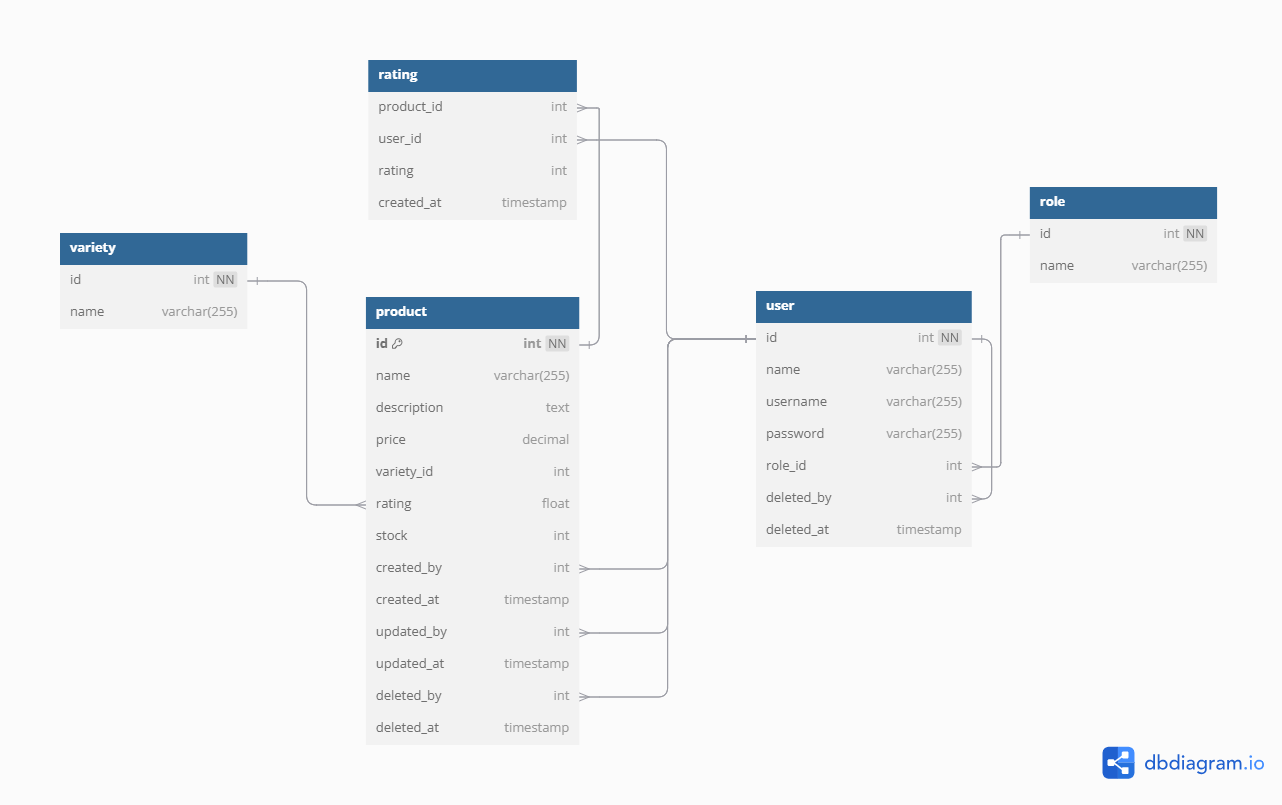 rating
product_id int
user_id int
rating int
created_at timestamp
variety
id int NN
name varchar(255)
product
id int NN
name varchar(255)
description text
price decimal
variety_id int
rating float
stock int
created_by int
created_at timestamp
updated_by int
updated_at timestamp
deleted_by int
deleted_at timestamp
user
id int NN
name varchar(255)
username varchar(255)
password varchar(255)
role_id int
deleted_by int
deleted_at timestamp
role
id int NN
name varchar(255)
dbdiagram.io